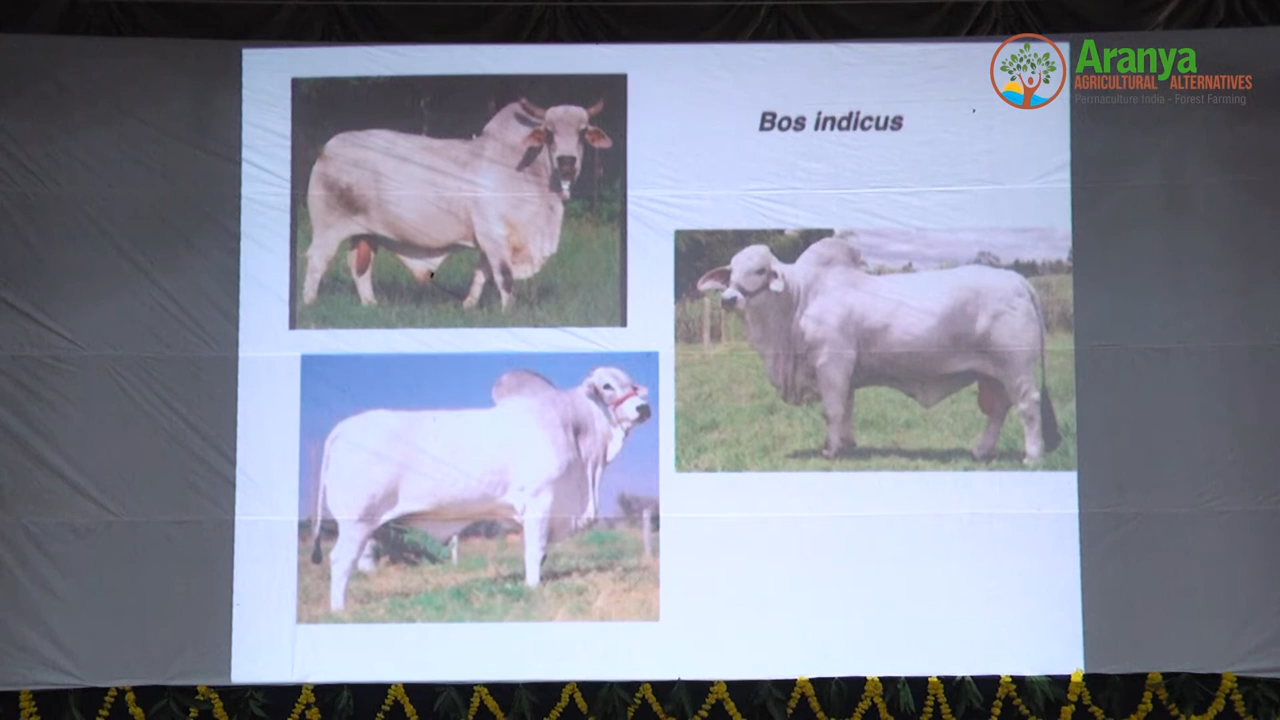 Bos indicus
Aranya
AGRICULTURAL ALTERNATIVES
Permaculture India - Forest Farming